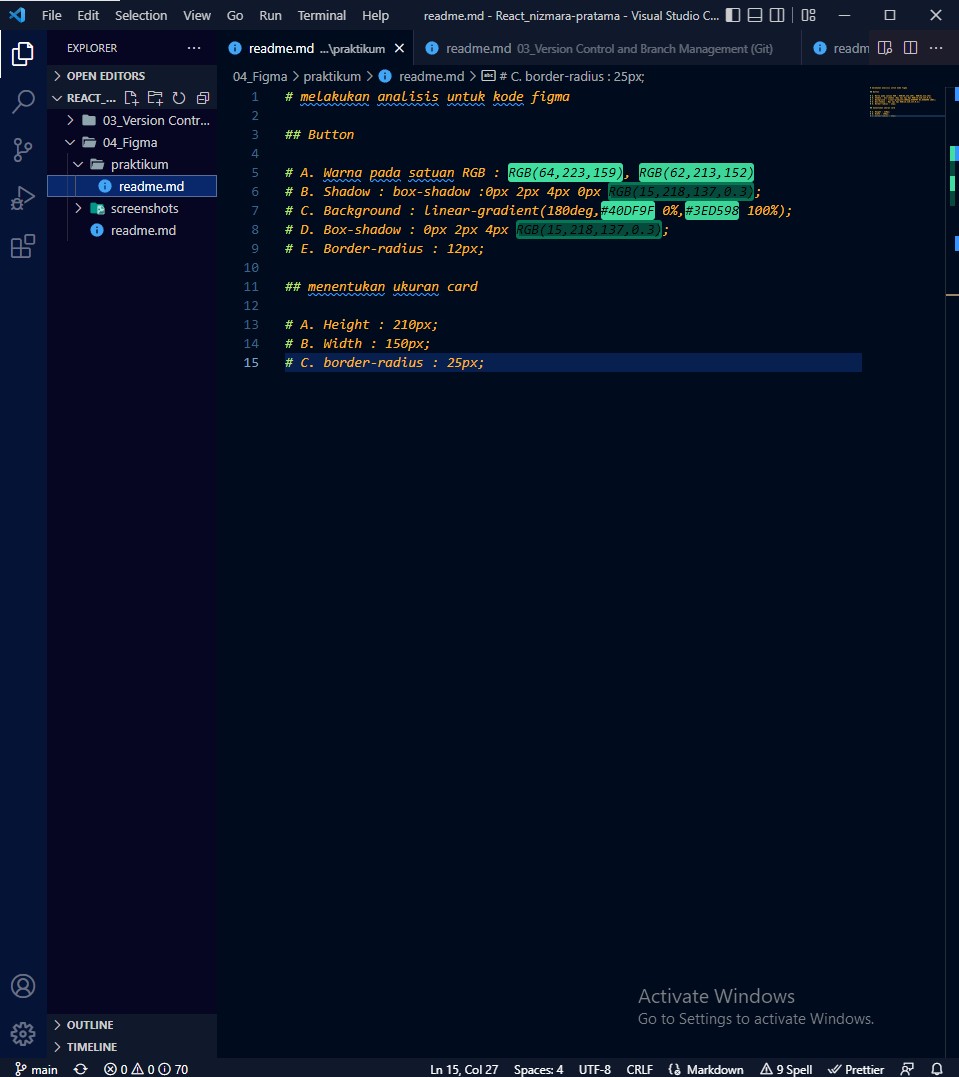 File Edit Selection View Go Run Terminal Help readme.md - React_nizmara-pratama - Visual Studio C...
EXPLORER
OPEN EDITORS
REACT_...
03_Version Contr...
04_Figma
praktikum
readme.md
screenshots
readme.md
OUTLINE
TIMELINE
readme.md ...\praktikum readme.md 03_Version Control and Branch Management (Git) readm
04_Figma > praktikum > readme.md > # C. border-radius : 25px;
1 # melakukan analisis untuk kode figma
2
3 ## Button
4
5 # A. Warna pada satuan RGB : RGB(64,223,159), RGB(62,213,152)
6 # B. Shadow : box-shadow :0px 2px 4px 0px RGB(15,218,137,0.3);
7 # C. Background : linear-gradient(180deg,#40DF9F 0%,#3ED598 100%);
8 # D. Box-shadow : 0px 2px 4px RGB(15,218,137,0.3);
9 # E. Border-radius : 12px;
10
11 ## menentukan ukuran card
12
13 # A. Height : 210px;
14 # B. Width : 150px;
15 # C. border-radius : 25px;
Activate Windows
Go to Settings to activate Windows.
main 0 0 70 Ln 15, Col 27 Spaces: 4 UTF-8 CRLF Markdown 9 Spell Prettier